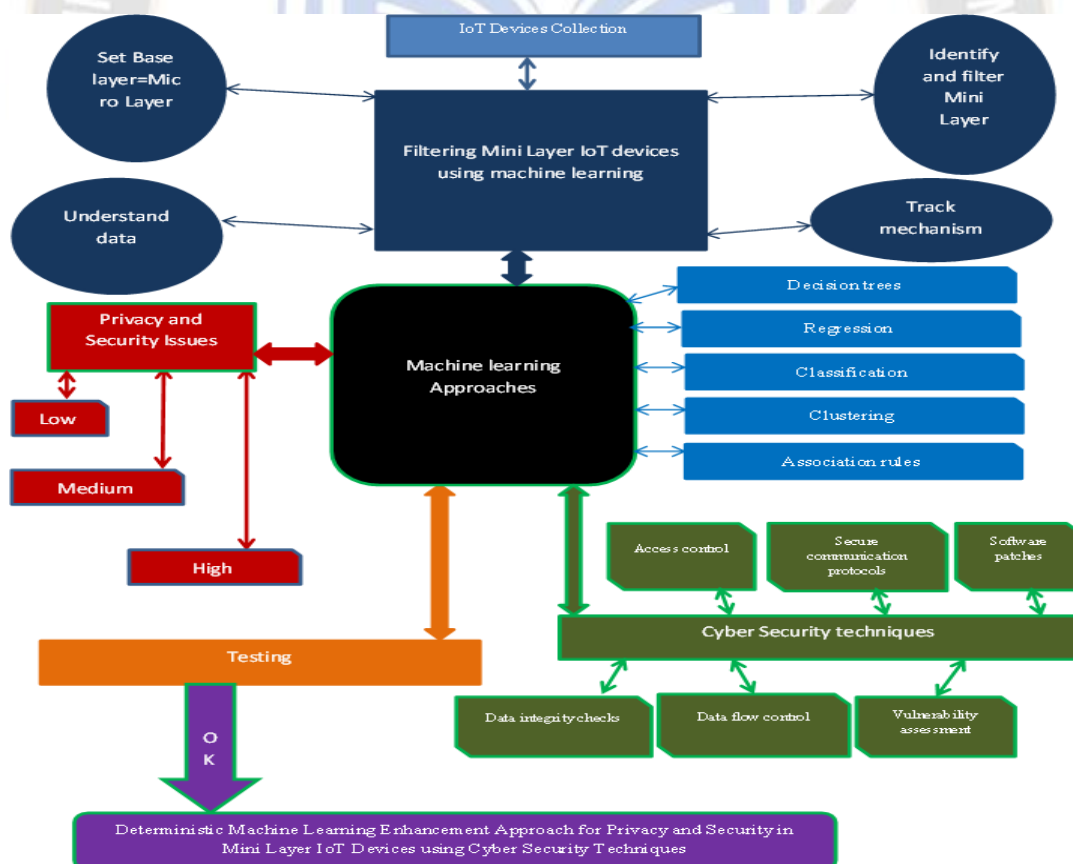 IoT Devices Collection
Set Base
layer=Mic
ro Layer
Identify
and filter
Mini
Layer
Filtering Mini Layer IoT devices
using machine learning
Understand
data
Track
mechanism
Decision trees
Privacy and
Security Issues
Regression
Machine learning
Approaches
Classification
Low
Clustering
Association rules
Medium
High
Access control
Secure
communication
protocols
Software
patches
Cyber Security techniques
Testing
Data integrity checks
Data flow control
Vulnerability
assessment
O
K
Deterministic Machine Learning Enhancement Approach for Privacy and Security in
Mini Layer IoT Devices using Cyber Security Techniques